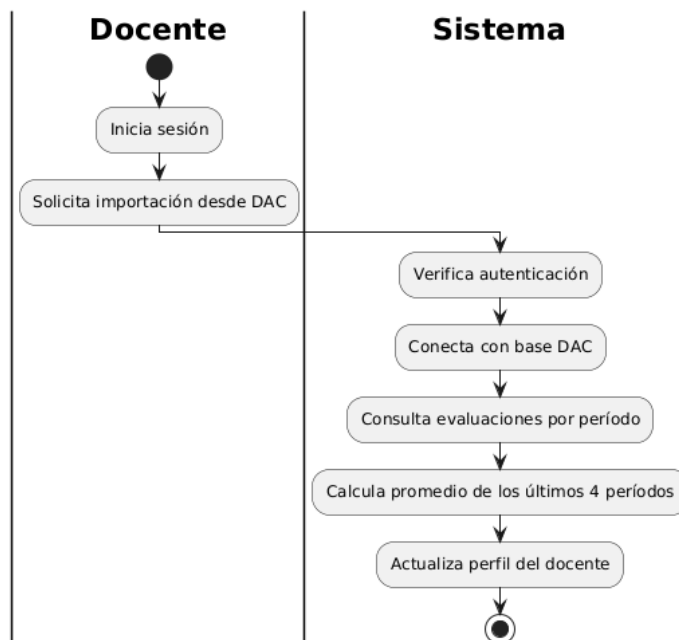 Docente
Sistema
Inicia sesión
Solicita importación desde DAC
Verifica autenticación
Conecta con base DAC
Consulta evaluaciones por período
Calcula promedio de los últimos 4 períodos
Actualiza perfil del docente